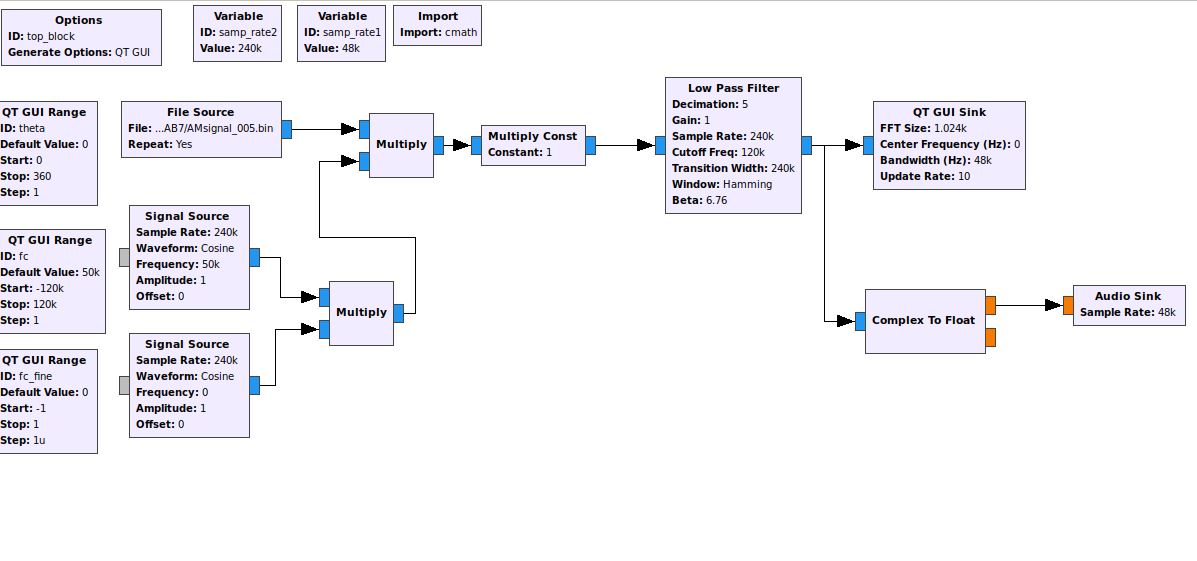 Options
ID: top_block
Generate Options: QT GUI
Variable
ID: samp_rate2
Value: 240k
Variable
ID: samp_rate1
Value: 48k
Import
Import: cmath
QT GUI Range
ID: theta
Default Value: 0
Start: 0
Stop: 360
Step: 1
File Source
File: ...AB7/AMsignal_005.bin
Repeat: Yes
Multiply
Multiply Const
Constant: 1
Low Pass Filter
Decimation: 5
Gain: 1
Sample Rate: 240k
Cutoff Freq: 120k
Transition Width: 240k
Window: Hamming
Beta: 6.76
QT GUI Sink
FFT Size: 1.024k
Center Frequency (Hz): 0
Bandwidth (Hz): 48k
Update Rate: 10
QT GUI Range
ID: fc
Default Value: 50k
Start: -120k
Stop: 120k
Step: 1
Signal Source
Sample Rate: 240k
Waveform: Cosine
Frequency: 50k
Amplitude: 1
Offset: 0
Multiply
QT GUI Range
ID: fc_fine
Default Value: 0
Start: -1
Stop: 1
Step: 1u
Signal Source
Sample Rate: 240k
Waveform: Cosine
Frequency: 0
Amplitude: 1
Offset: 0
Complex To Float
Audio Sink
Sample Rate: 48k